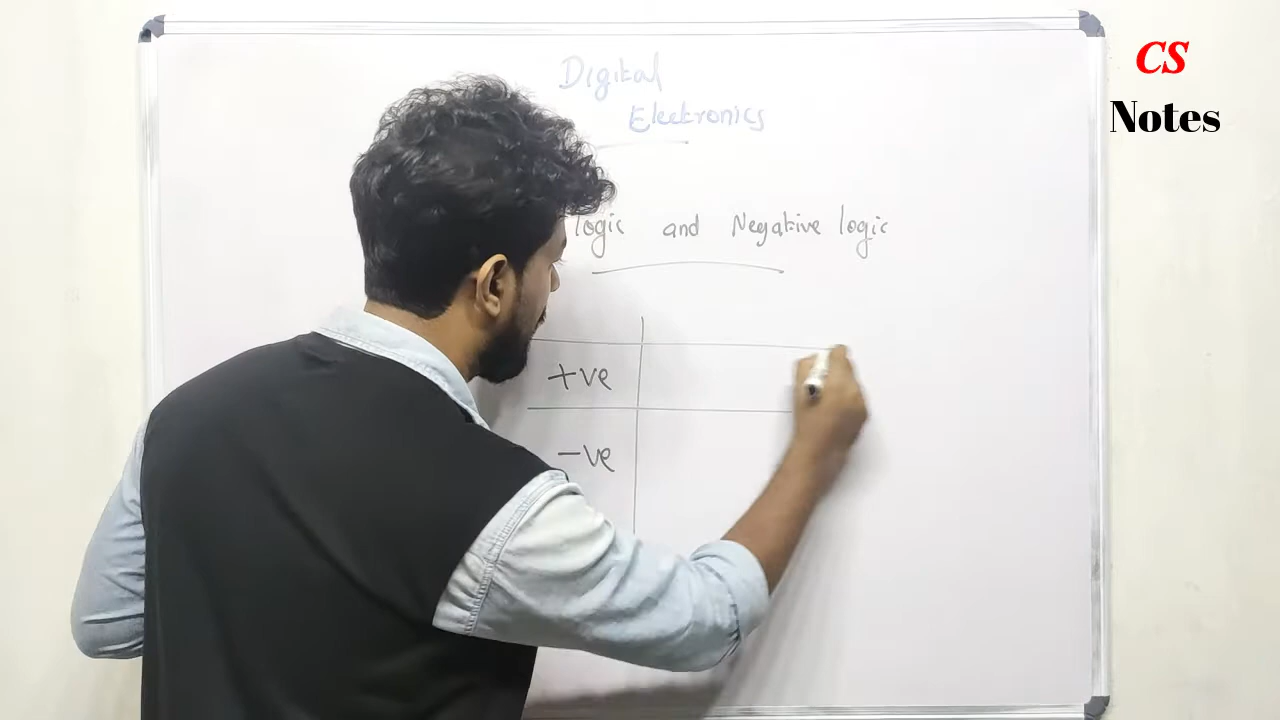 Digital
Electronics
logic and Negative logic
+ve
-ve
CS
Notes